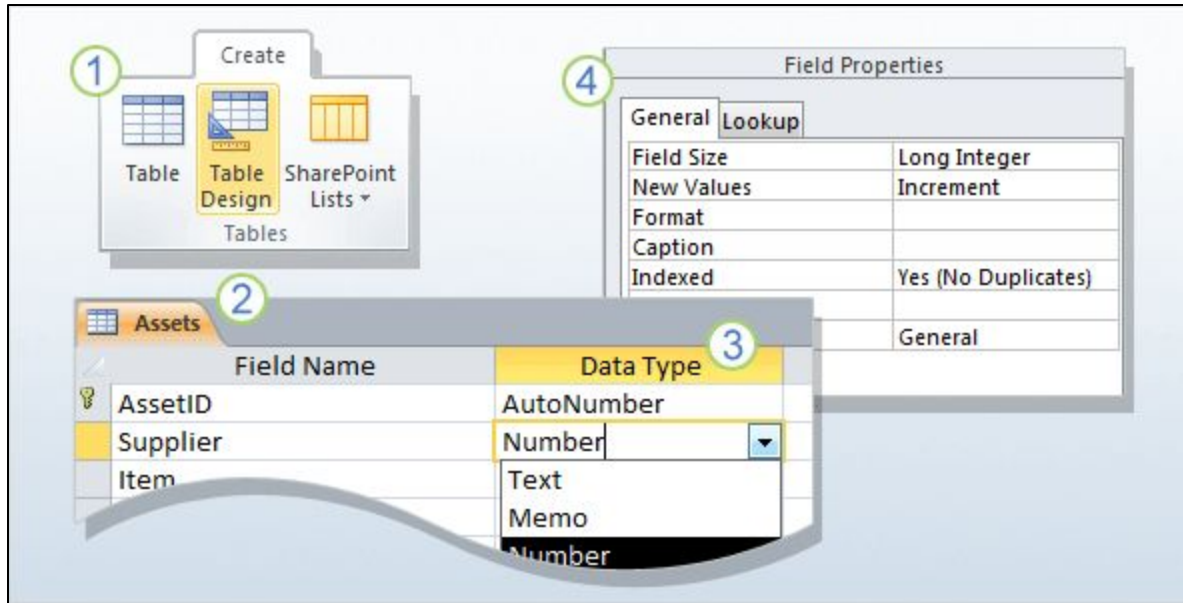 1
Create
Table
Table Design
SharePoint Lists
Tables
2
Assets
3
Field Name Data Type
AssetID AutoNumber
Supplier Number
Item
Text
Memo
Number
4
Field Properties
General Lookup
Field Size Long Integer
New Values Increment
Format
Caption
Indexed Yes (No Duplicates)
General